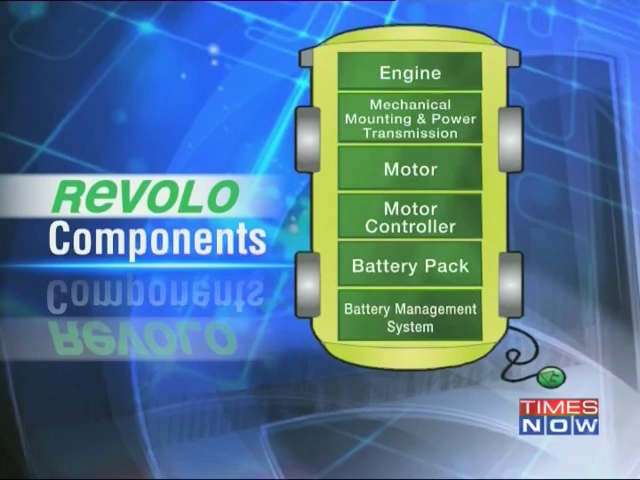 REVOLO
Components
Engine
Mechanical
Mounting & Power
Transmission
Motor
Motor
Controller
Battery Pack
Battery Management
System
TIMES
NOW